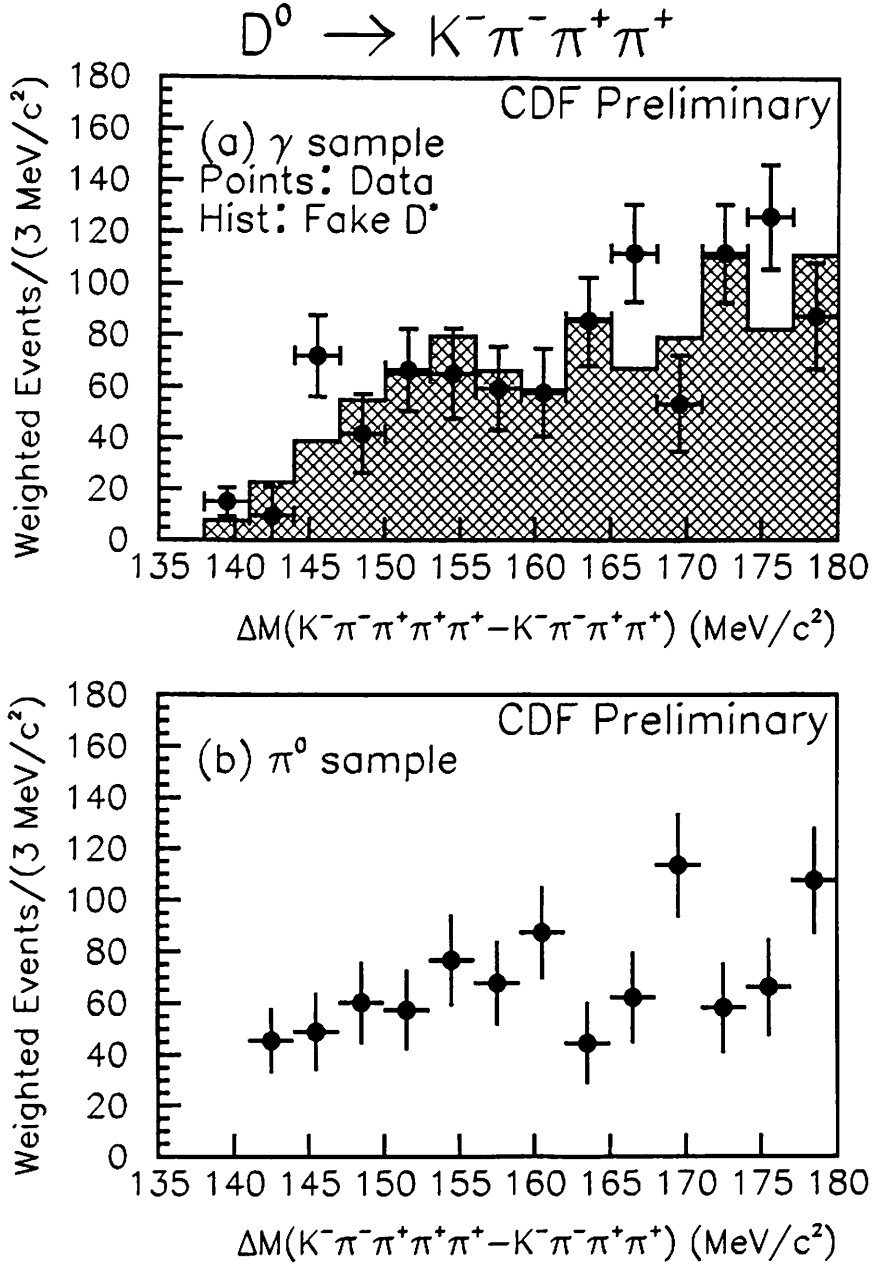 D⁰ → K⁻π⁻π⁺π⁺
CDF Preliminary
(a) γ sample
Points: Data
Hist: Fake D*
Weighted Events/(3 MeV/c²)
180
160
140
120
100
80
60
40
20
0
135 140 145 150 155 160 165 170 175 180
ΔM(K⁻π⁻π⁺π⁺π⁺−K⁻π⁻π⁺π⁺) (MeV/c²)
CDF Preliminary
(b) π⁰ sample
Weighted Events/(3 MeV/c²)
180
160
140
120
100
80
60
40
20
0
135 140 145 150 155 160 165 170 175 180
ΔM(K⁻π⁻π⁺π⁺π⁺−K⁻π⁻π⁺π⁺) (MeV/c²)